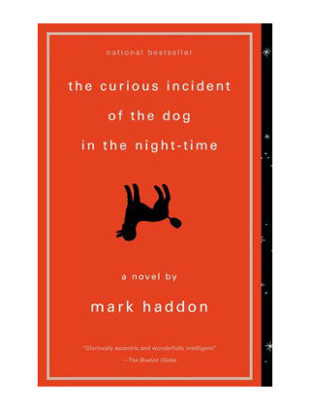 national bestseller
the curious incident
of the dog
in the night-time
a novel by
mark haddon
"Gloriously eccentric and wonderfully intelligent."
—The Boston Globe